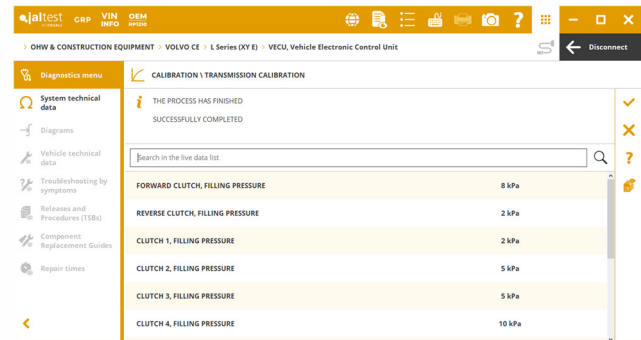 jaltest
GRP
VIN
INFO
OEM
RP1210
?
> OHW & CONSTRUCTION EQUIPMENT > VOLVO CE > L Series (XY E) > VECU, Vehicle Electronic Control Unit
Disconnect
Diagnostics menu
CALIBRATION \ TRANSMISSION CALIBRATION
System technical
data
Diagrams
Vehicle technical
data
Troubleshooting by
symptoms
Releases and
Procedures (TSBs)
Component
Replacement Guides
Repair times
i
THE PROCESS HAS FINISHED
SUCCESSFULLY COMPLETED
Search in the live data list
FORWARD CLUTCH, FILLING PRESSURE 8 kPa
REVERSE CLUTCH, FILLING PRESSURE 2 kPa
CLUTCH 1, FILLING PRESSURE 2 kPa
CLUTCH 2, FILLING PRESSURE 5 kPa
CLUTCH 3, FILLING PRESSURE 5 kPa
CLUTCH 4, FILLING PRESSURE 10 kPa
?